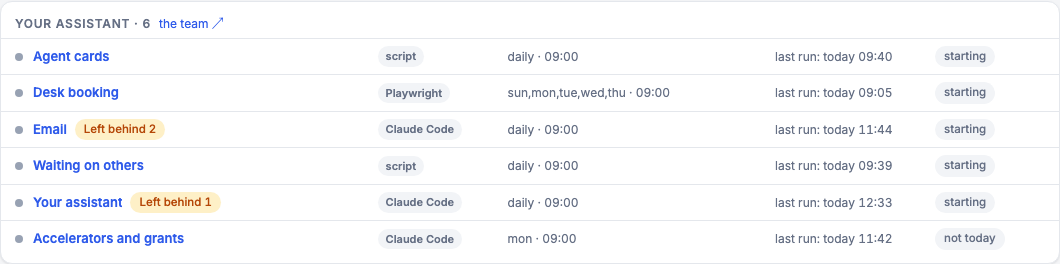 YOUR ASSISTANT · 6 the team ↗
Agent cards script daily · 09:00 last run: today 09:40 starting
Desk booking Playwright sun,mon,tue,wed,thu · 09:00 last run: today 09:05 starting
Email Left behind 2 Claude Code daily · 09:00 last run: today 11:44 starting
Waiting on others script daily · 09:00 last run: today 09:39 starting
Your assistant Left behind 1 Claude Code daily · 09:00 last run: today 12:33 starting
Accelerators and grants Claude Code mon · 09:00 last run: today 11:42 not today